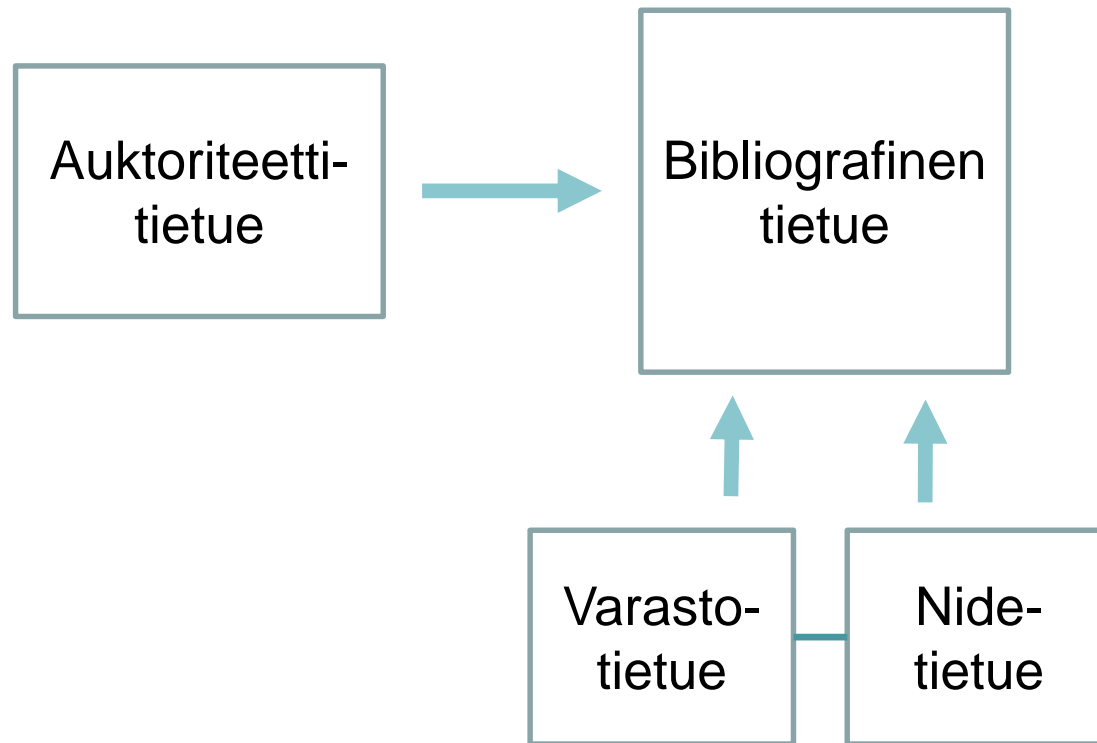 Auktoriteetti-
tietue
Bibliografinen
tietue
Varasto-
tietue
Nide-
tietue